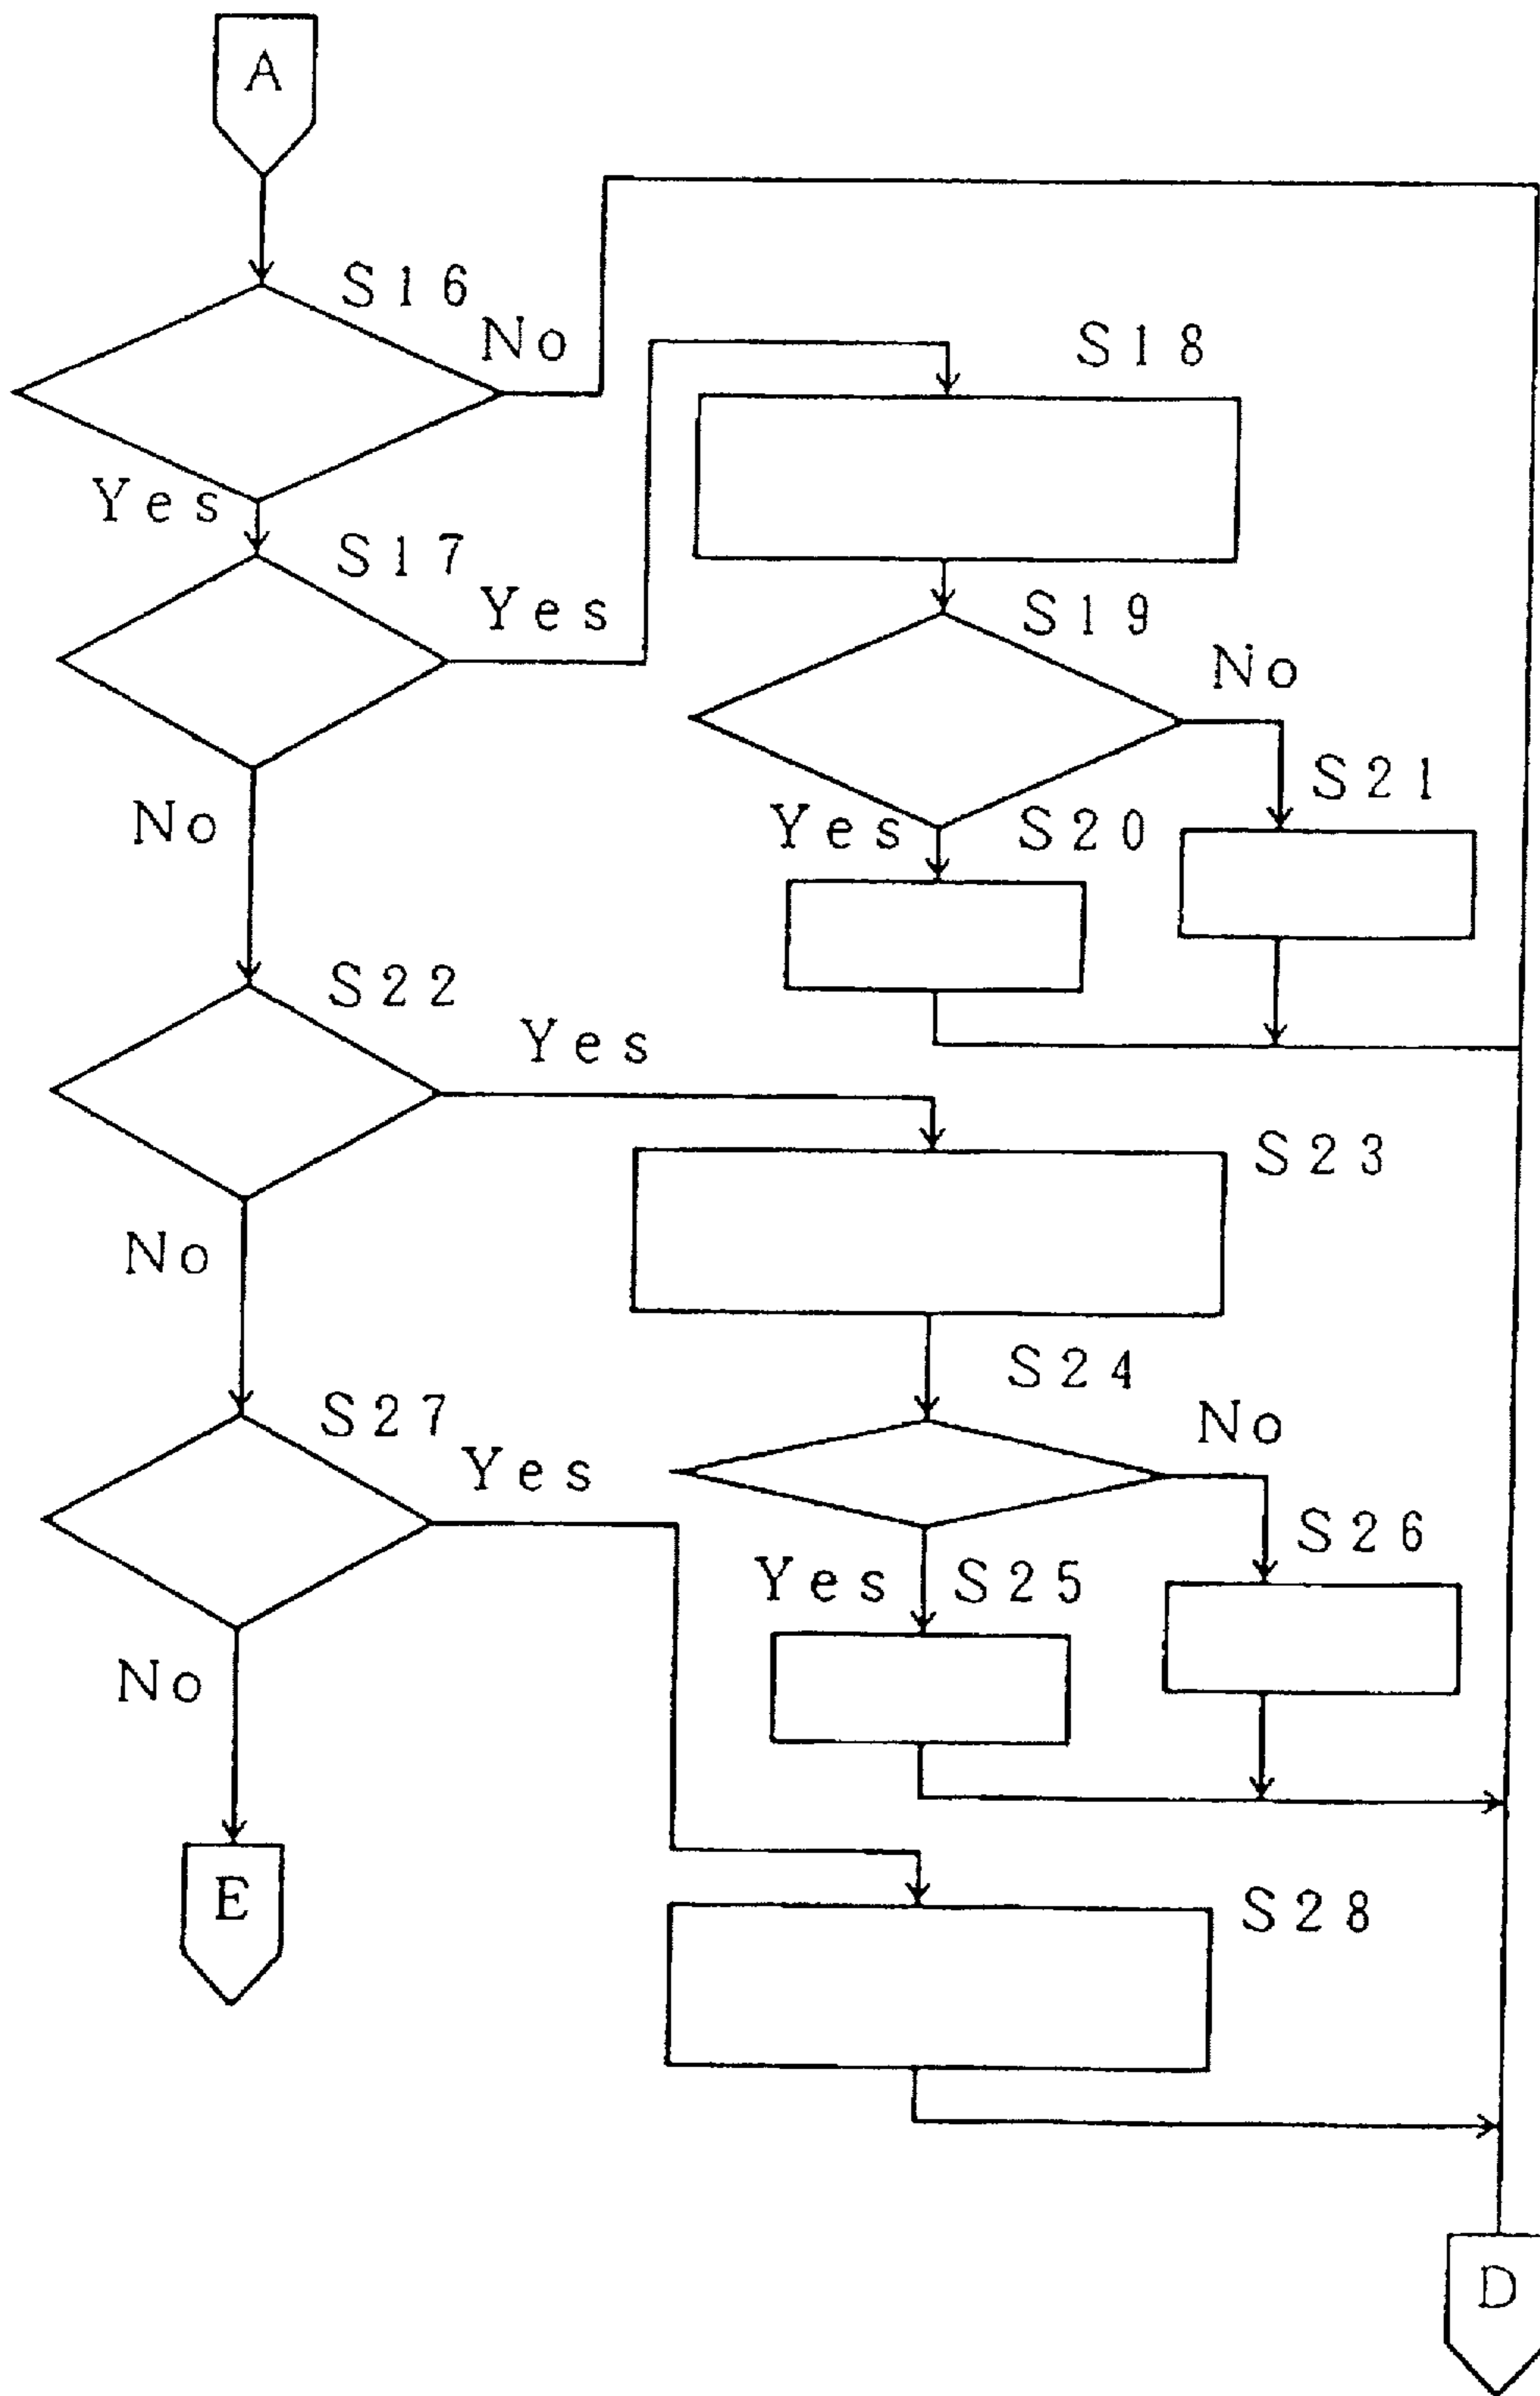 A
S16
No
S18
Yes
S17
Yes
S19
No
S21
No
Yes
S20
S22
Yes
S23
No
S24
S27
No
Yes
S26
Yes
S25
No
E
S28
D